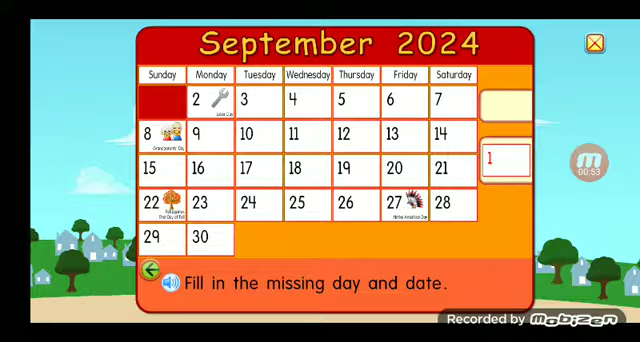 September 2024
Sunday Monday Tuesday Wednesday Thursday Friday Saturday
2 3 4 5 6 7
Labor Day
8 9 10 11 12 13 14
Grandparents' Day
1
15 16 17 18 19 20 21
22 23 24 25 26 27 28
First Day of Fall
Native American Day
29 30
Fill in the missing day and date.
00:53
Recorded by Mobizen